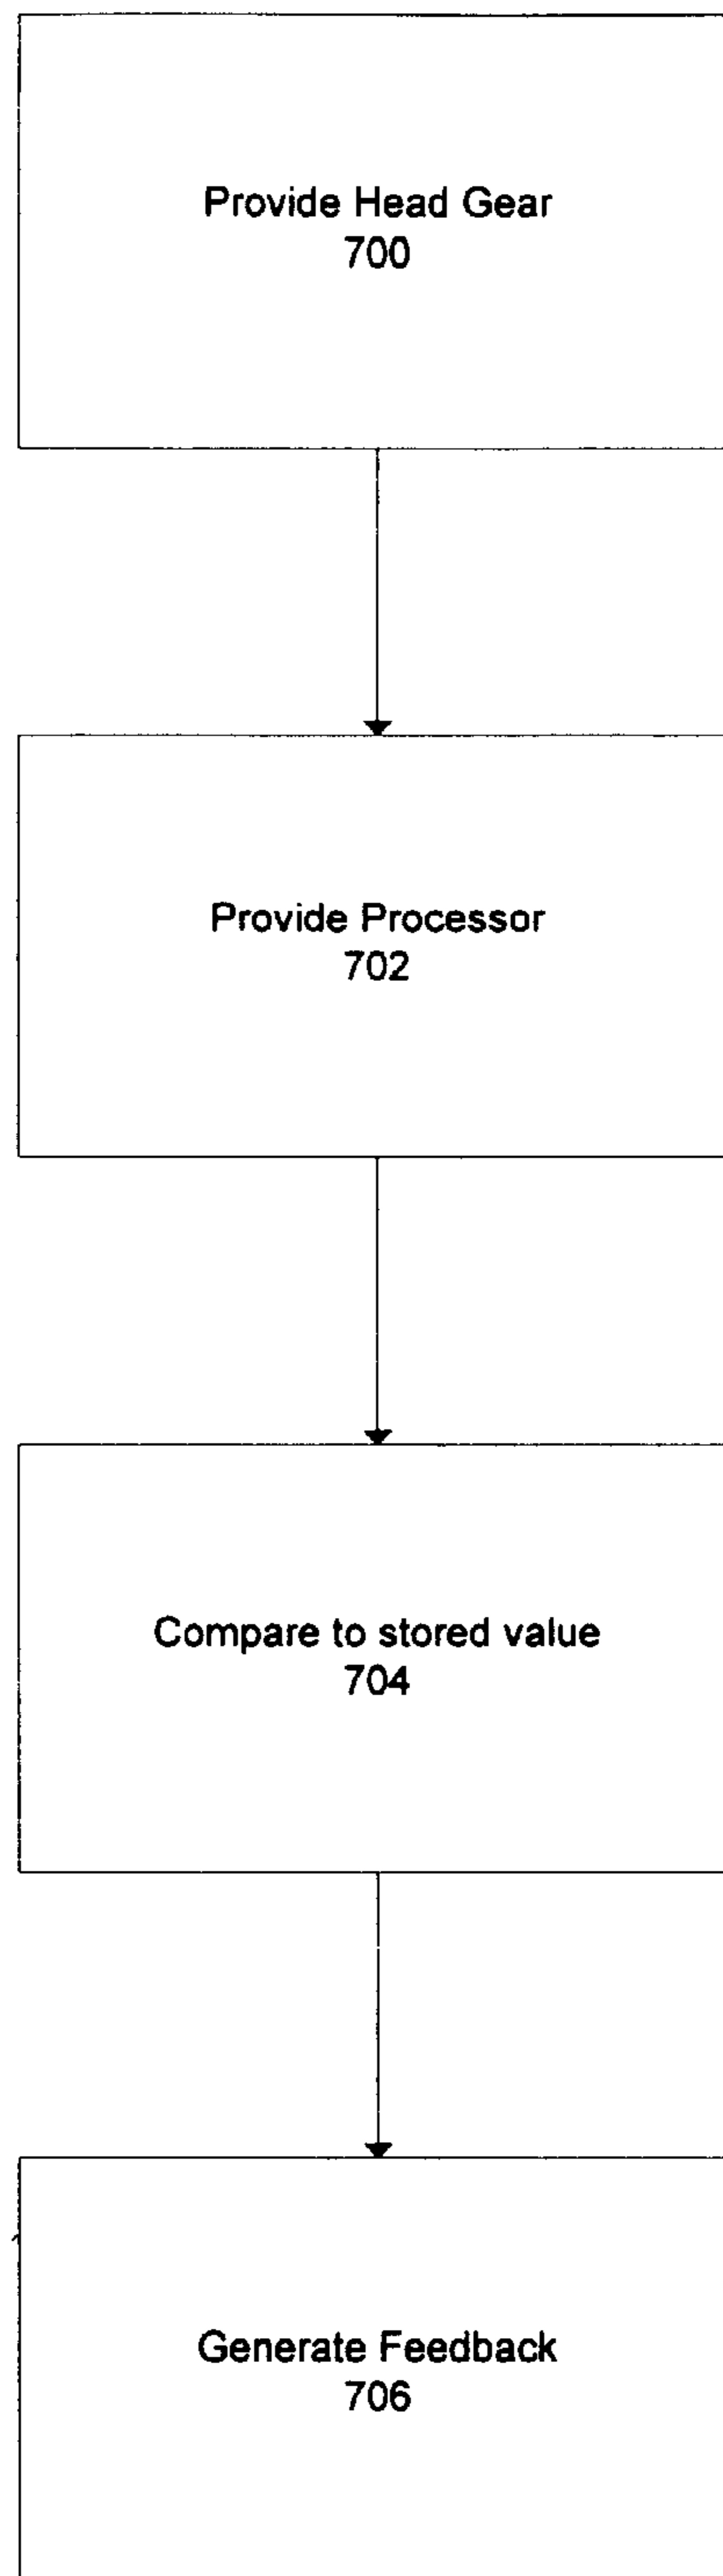 Provide Head Gear
700
Provide Processor
702
Compare to stored value
704
Generate Feedback
706